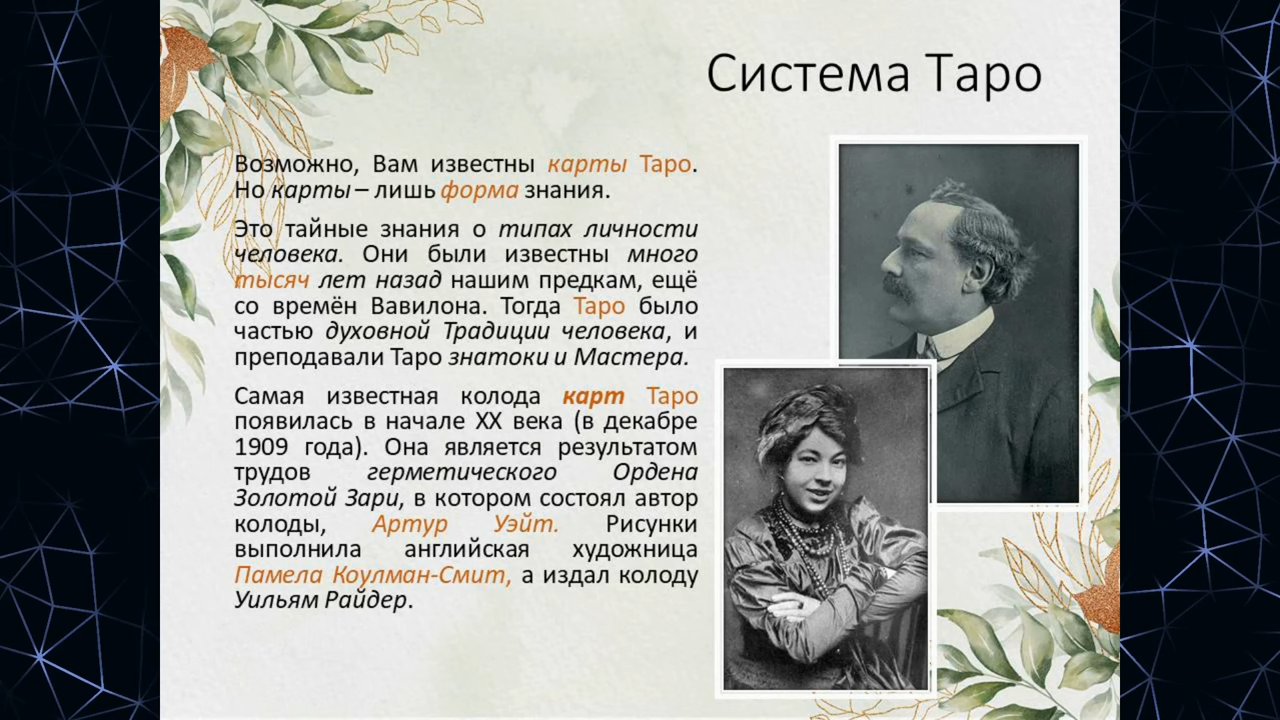 Система Таро
Возможно, Вам известны карты Таро.
Но карты – лишь форма знания.
Это тайные знания о типах личности
человека. Они были известны много
тысяч лет назад нашим предкам, ещё
со времён Вавилона. Тогда Таро было
частью духовной Традиции человека, и
преподавали Таро знатоки и Мастера.
Самая известная колода карт Таро
появилась в начале XX века (в декабре
1909 года). Она является результатом
трудов герметического Ордена
Золотой Зари, в котором состоял автор
колоды, Артур Уэйт. Рисунки
выполнила английская художница
Памела Коулман-Смит, а издал колоду
Уильям Райдер.